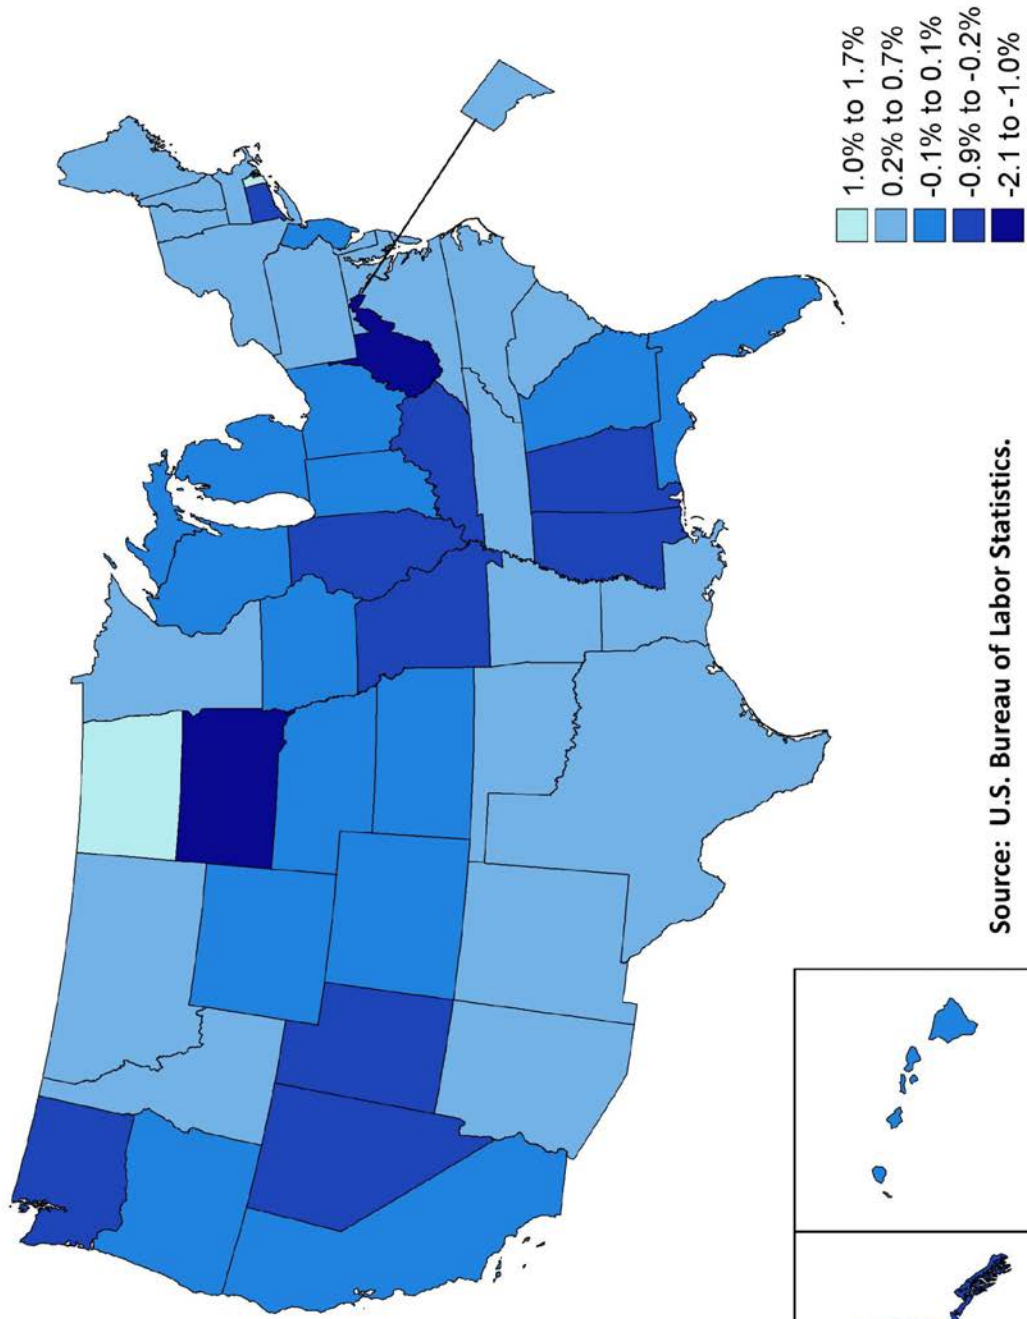 1.0% to 1.7%
0.2% to 0.7%
-0.1% to 0.1%
-0.9% to -0.2%
-2.1 to -1.0%
Source: U.S. Bureau of Labor Statistics.